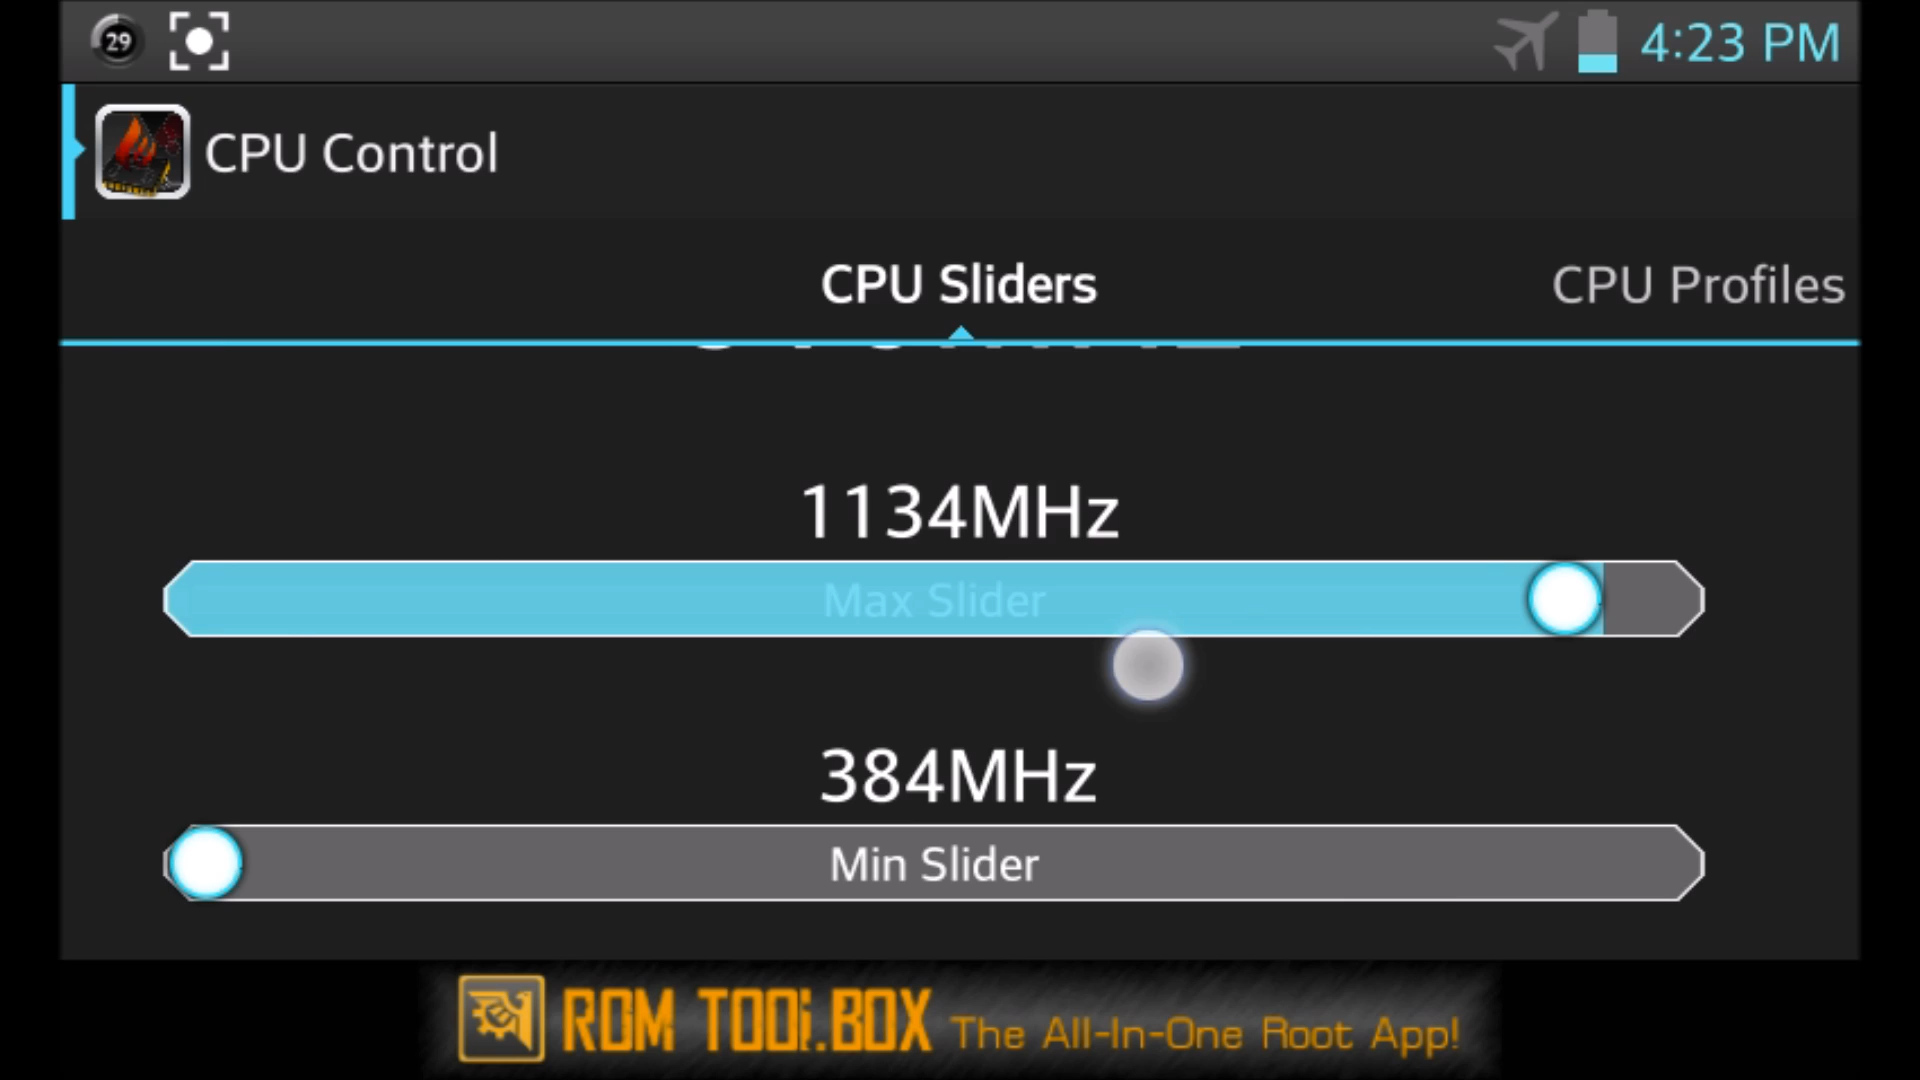 29
4:23 PM
CPU Control
CPU Sliders
CPU Profiles
1134MHz
Max Slider
384MHz
Min Slider
ROM TOOLBOX The All-In-One Root App!